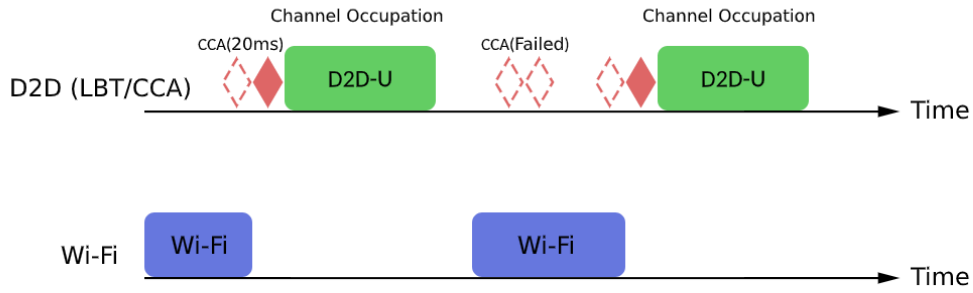 Channel Occupation
Channel Occupation
CCA(20ms)
CCA(Failed)
D2D (LBT/CCA)
D2D-U
D2D-U
Time
Wi-Fi
Wi-Fi
Wi-Fi
Time